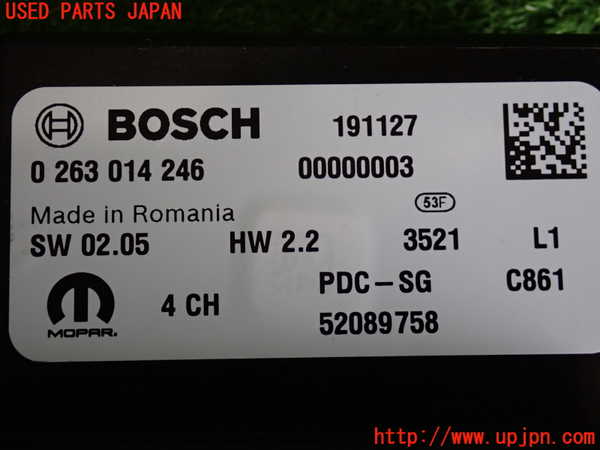 USED PARTS JAPAN
BOSCH 191127
0 263 014 246 00000003
Made in Romania 53F
SW 02.05 HW 2.2 3521 L1
PDC-SG C861
4 CH
MOPAR. 52089758
UPJ
http://www.upjpn.com/